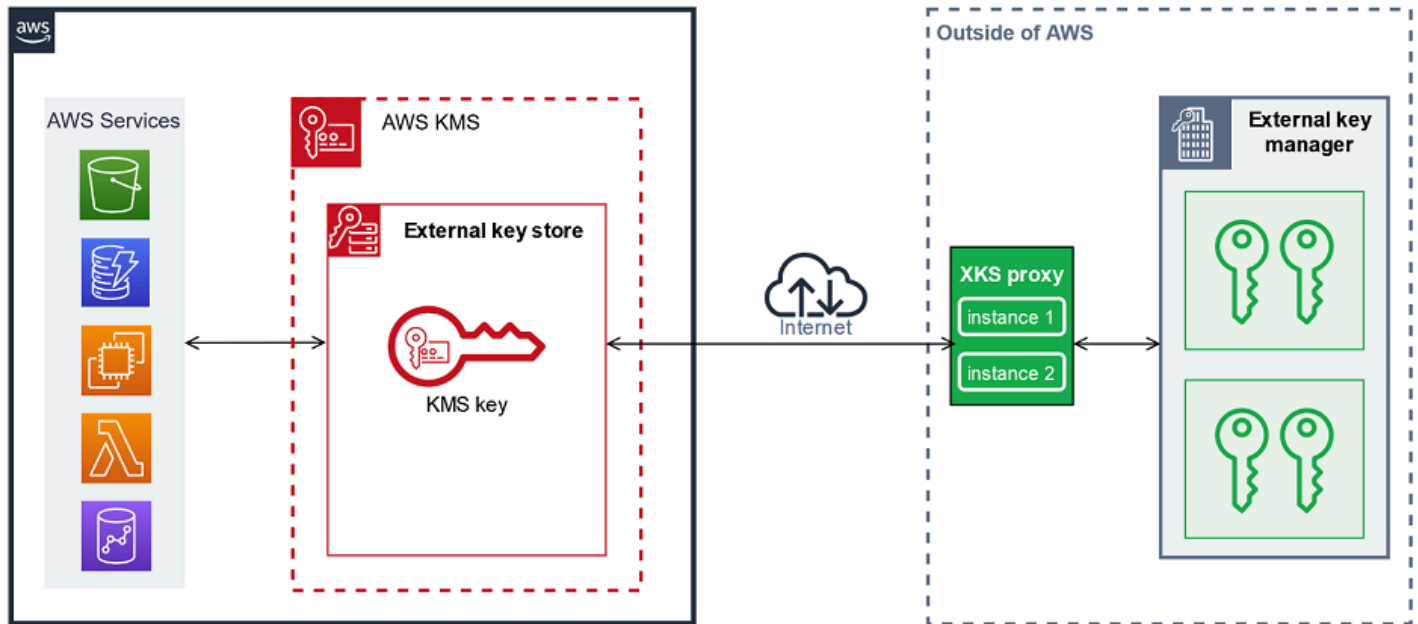 aws
Outside of AWS
AWS Services
AWS KMS
External key
manager
External key store
XKS proxy
instance 1
Internet
instance 2
KMS key